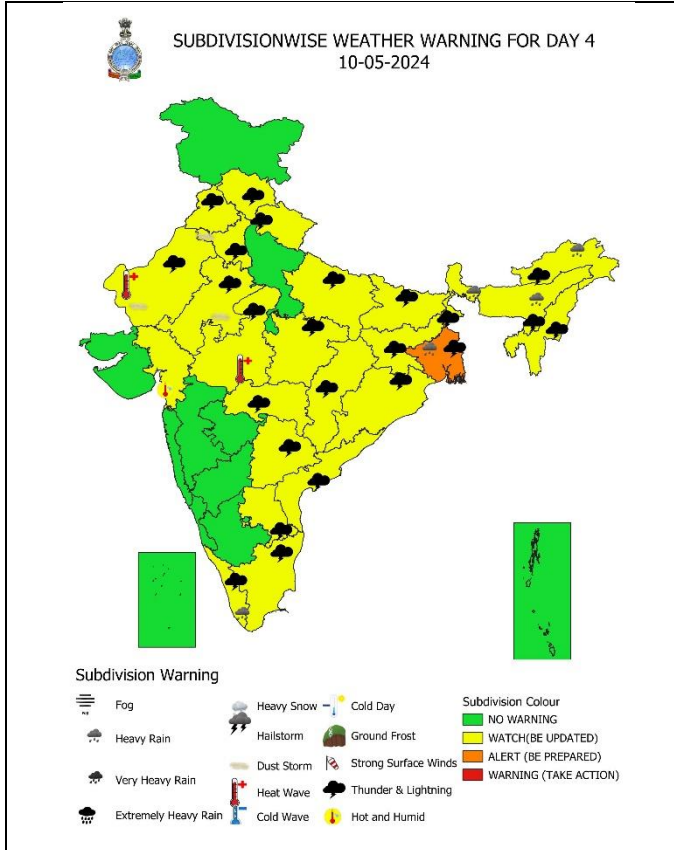 SUBDIVISIONWISE WEATHER WARNING FOR DAY 4
10-05-2024
Subdivision Warning
Fog
Heavy Rain
Very Heavy Rain
Extremely Heavy Rain
Heavy Snow
Hailstorm
Dust Storm
Heat Wave
Cold Wave
Cold Day
Ground Frost
Strong Surface Winds
Thunder & Lightning
Hot and Humid
Subdivision Colour
NO WARNING
WATCH(BE UPDATED)
ALERT (BE PREPARED)
WARNING (TAKE ACTION)